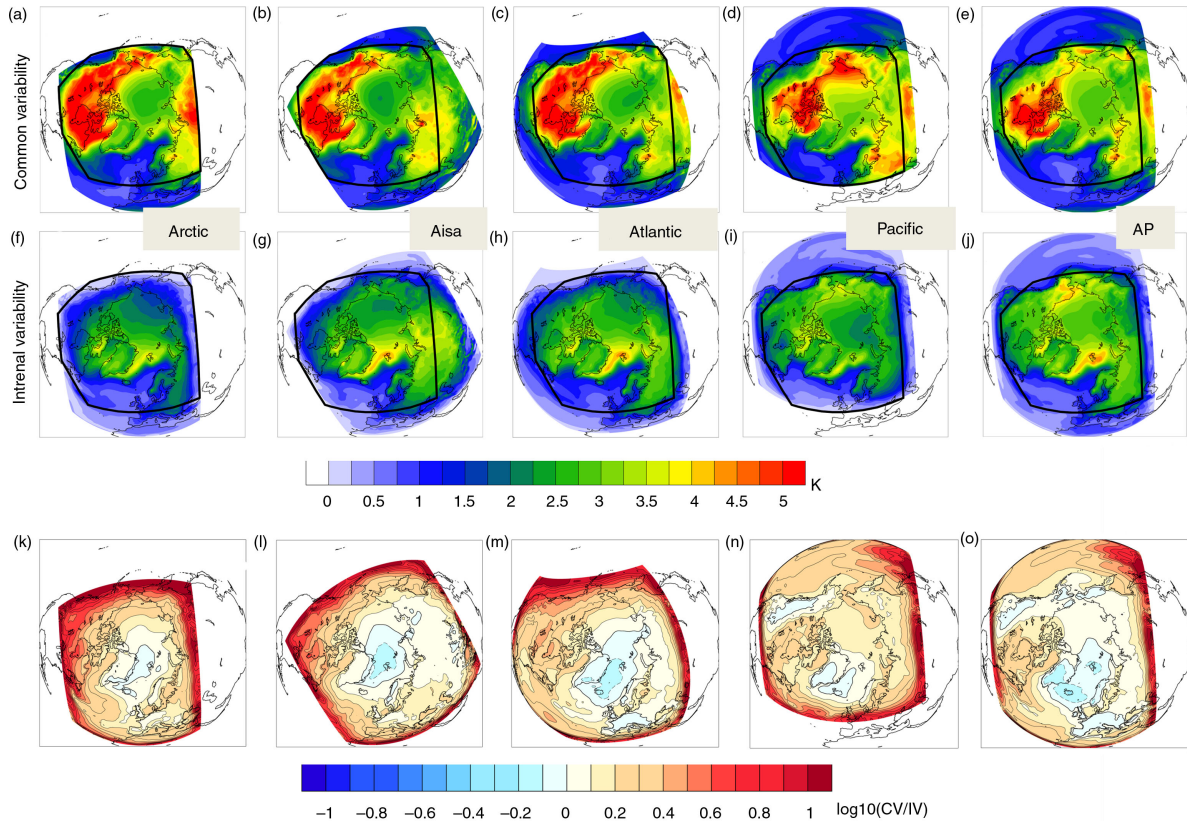 (a) (b) (c) (d) (e)
Common variability
Arctic Aisa Atlantic Pacific AP
(f) (g) (h) (i) (j)
Intrenal variability
0 0.5 1 1.5 2 2.5 3 3.5 4 4.5 5 K
(k) (l) (m) (n) (o)
−1 −0.8 −0.6 −0.4 −0.2 0 0.2 0.4 0.6 0.8 1 log10(CV/IV)